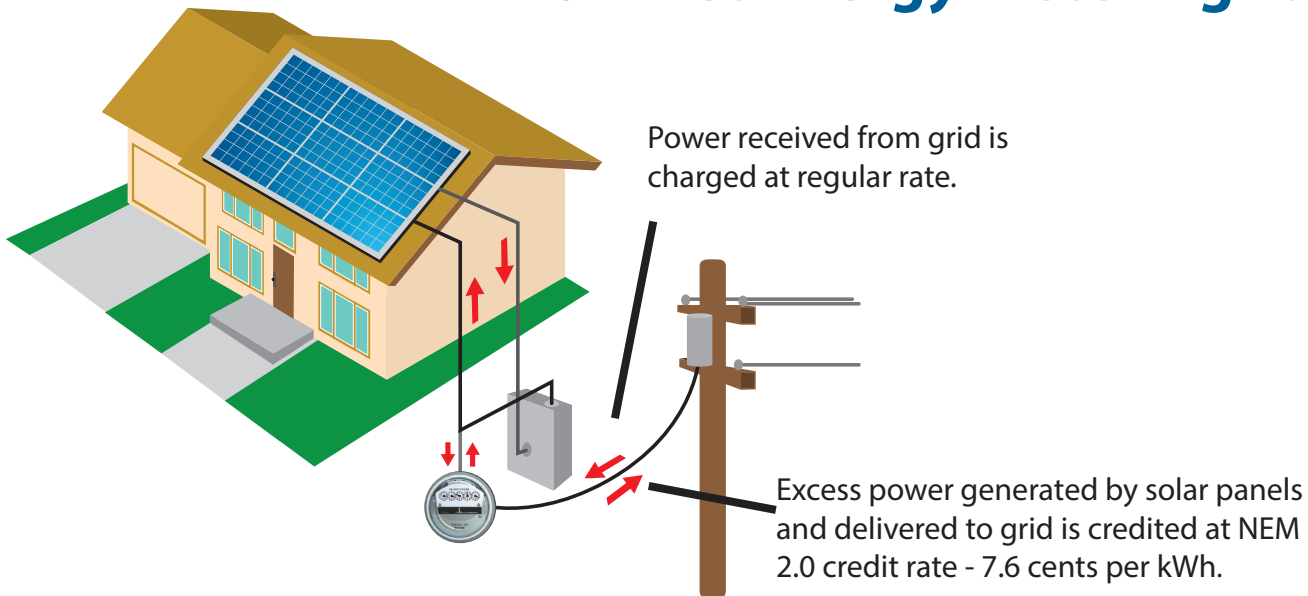 Power received from grid is
charged at regular rate.
Excess power generated by solar panels
and delivered to grid is credited at NEM
2.0 credit rate - 7.6 cents per kWh.